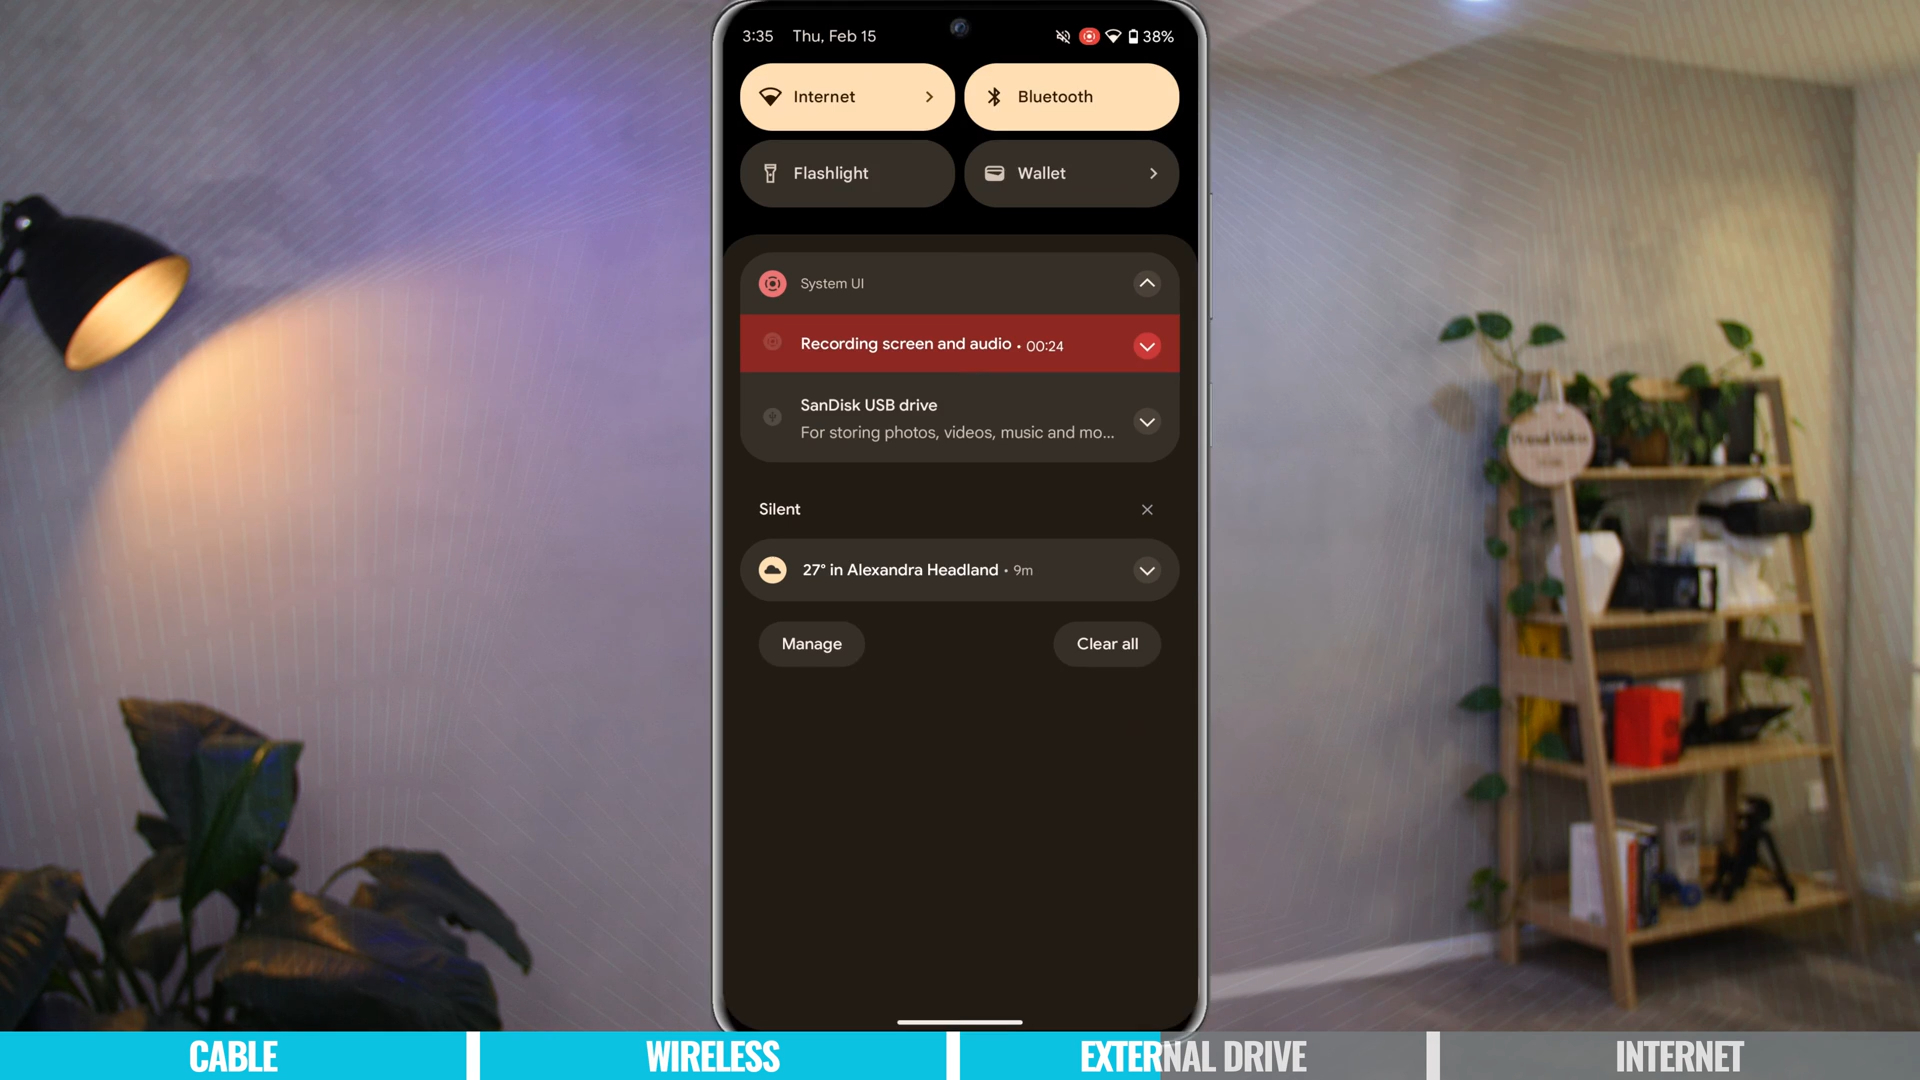 3:35 Thu, Feb 15 38%
Internet Bluetooth
Flashlight Wallet
System UI
Recording screen and audio • 00:24
SanDisk USB drive
For storing photos, videos, music and mo...
Silent
27° in Alexandra Headland • 9m
Manage Clear all
CABLE WIRELESS EXTERNAL DRIVE INTERNET